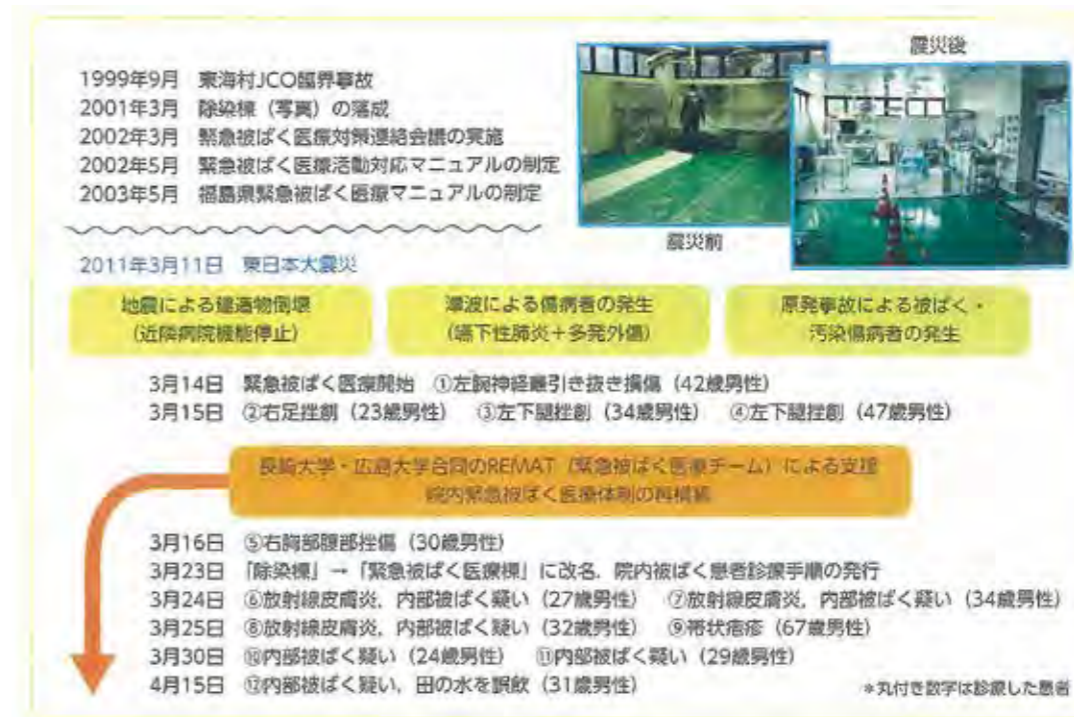 1999年9月　東海村JCO臨界事故
2001年3月　除染棟（写真）の落成
2002年3月　緊急被ばく医療対策連絡会議の実施
2002年5月　緊急被ばく医療活動対応マニュアルの制定
2003年5月　福島県緊急被ばく医療マニュアルの制定
震災後
震災前
2011年3月11日　東日本大震災
地震による建造物倒壊
（近隣病院機能停止）
津波による傷病者の発生
（嚥下性肺炎＋多発外傷）
原発事故による被ばく・
汚染傷病者の発生
3月14日　緊急被ばく医療開始　①左腕神経叢引き抜き損傷（42歳男性）
3月15日　②右足挫創（23歳男性）　③左下腿挫創（34歳男性）　④左下腿挫創（47歳男性）
長崎大学・広島大学合同のREMAT（緊急被ばく医療チーム）による支援
院内緊急被ばく医療体制の再構築
3月16日　⑤右胸部腹部挫傷（30歳男性）
3月23日　「除染棟」→「緊急被ばく医療棟」に改名，院内被ばく患者診療手順の発行
3月24日　⑥放射線皮膚炎，内部被ばく疑い（27歳男性）　⑦放射線皮膚炎，内部被ばく疑い（34歳男性）
3月25日　⑧放射線皮膚炎，内部被ばく疑い（32歳男性）　⑨帯状疱疹（67歳男性）
3月30日　⑩内部被ばく疑い（24歳男性）　⑪内部被ばく疑い（29歳男性）
4月15日　⑫内部被ばく疑い，田の水を誤飲（31歳男性）
＊丸付き数字は診療した患者